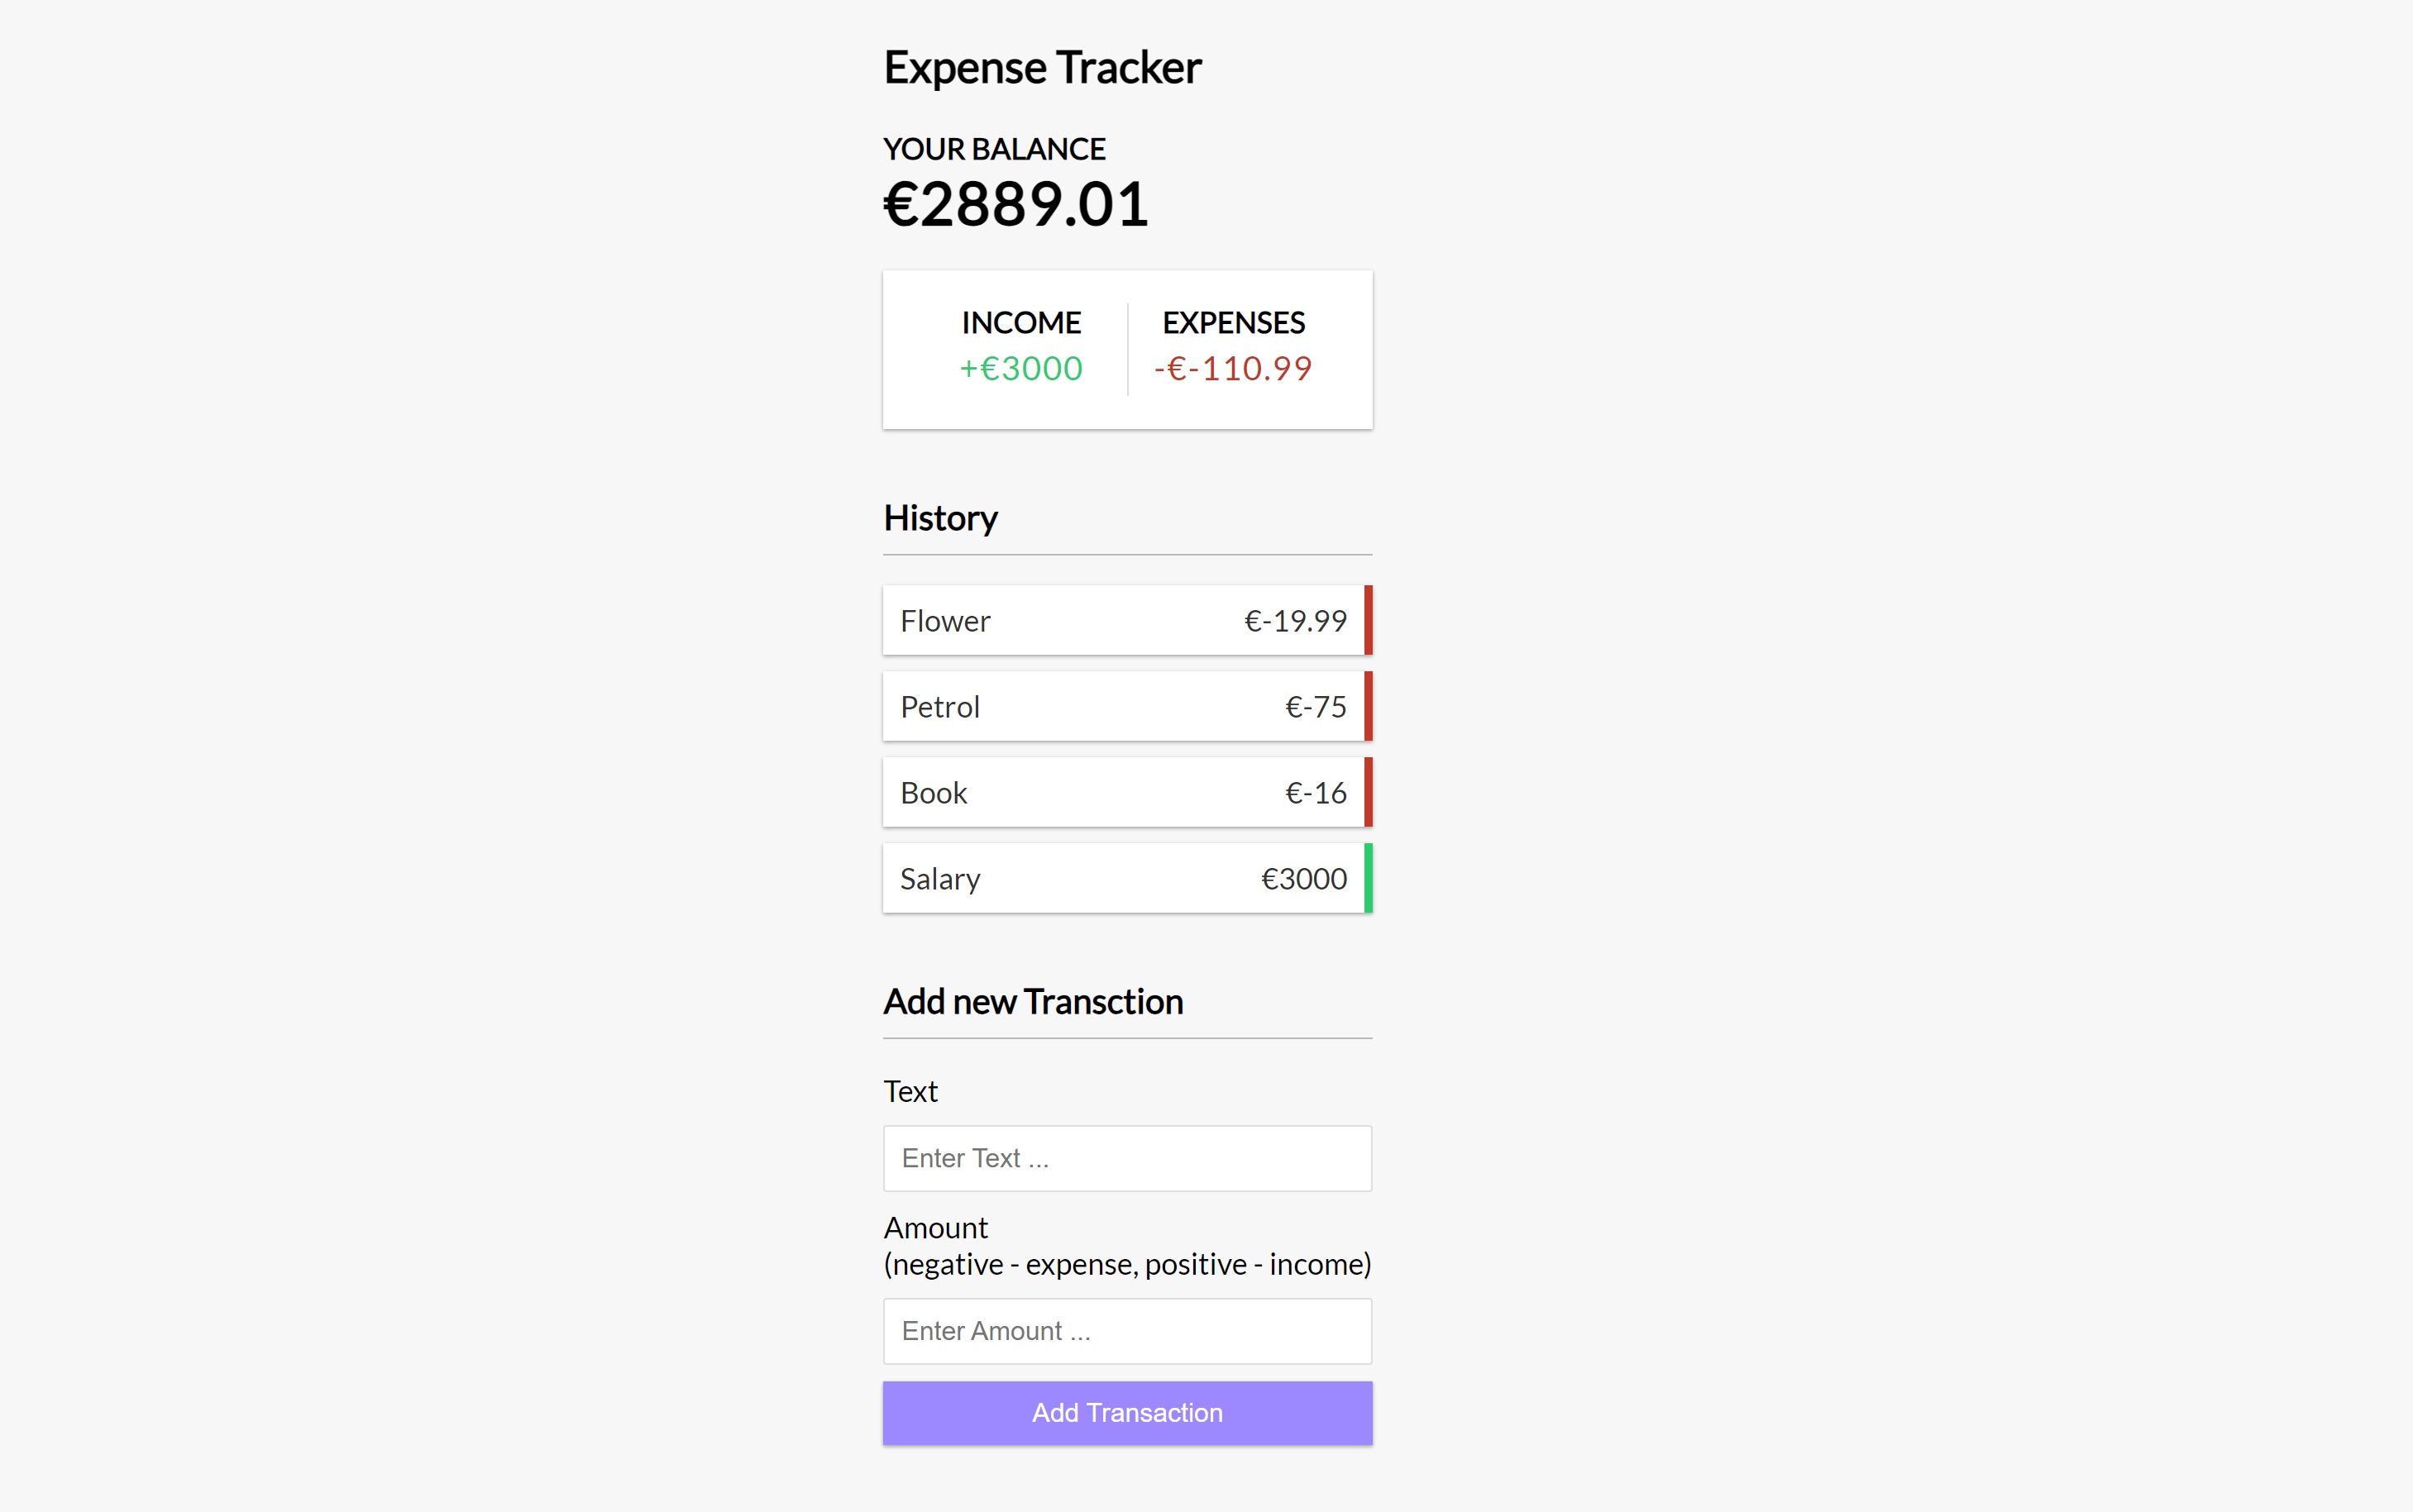 Expense Tracker
YOUR BALANCE
€2889.01
INCOME EXPENSES
+€3000 -€-110.99
History
Flower €-19.99
Petrol €-75
Book €-16
Salary €3000
Add new Transction
Text
Enter Text ...
Amount
(negative - expense, positive - income)
Enter Amount ...
Add Transaction